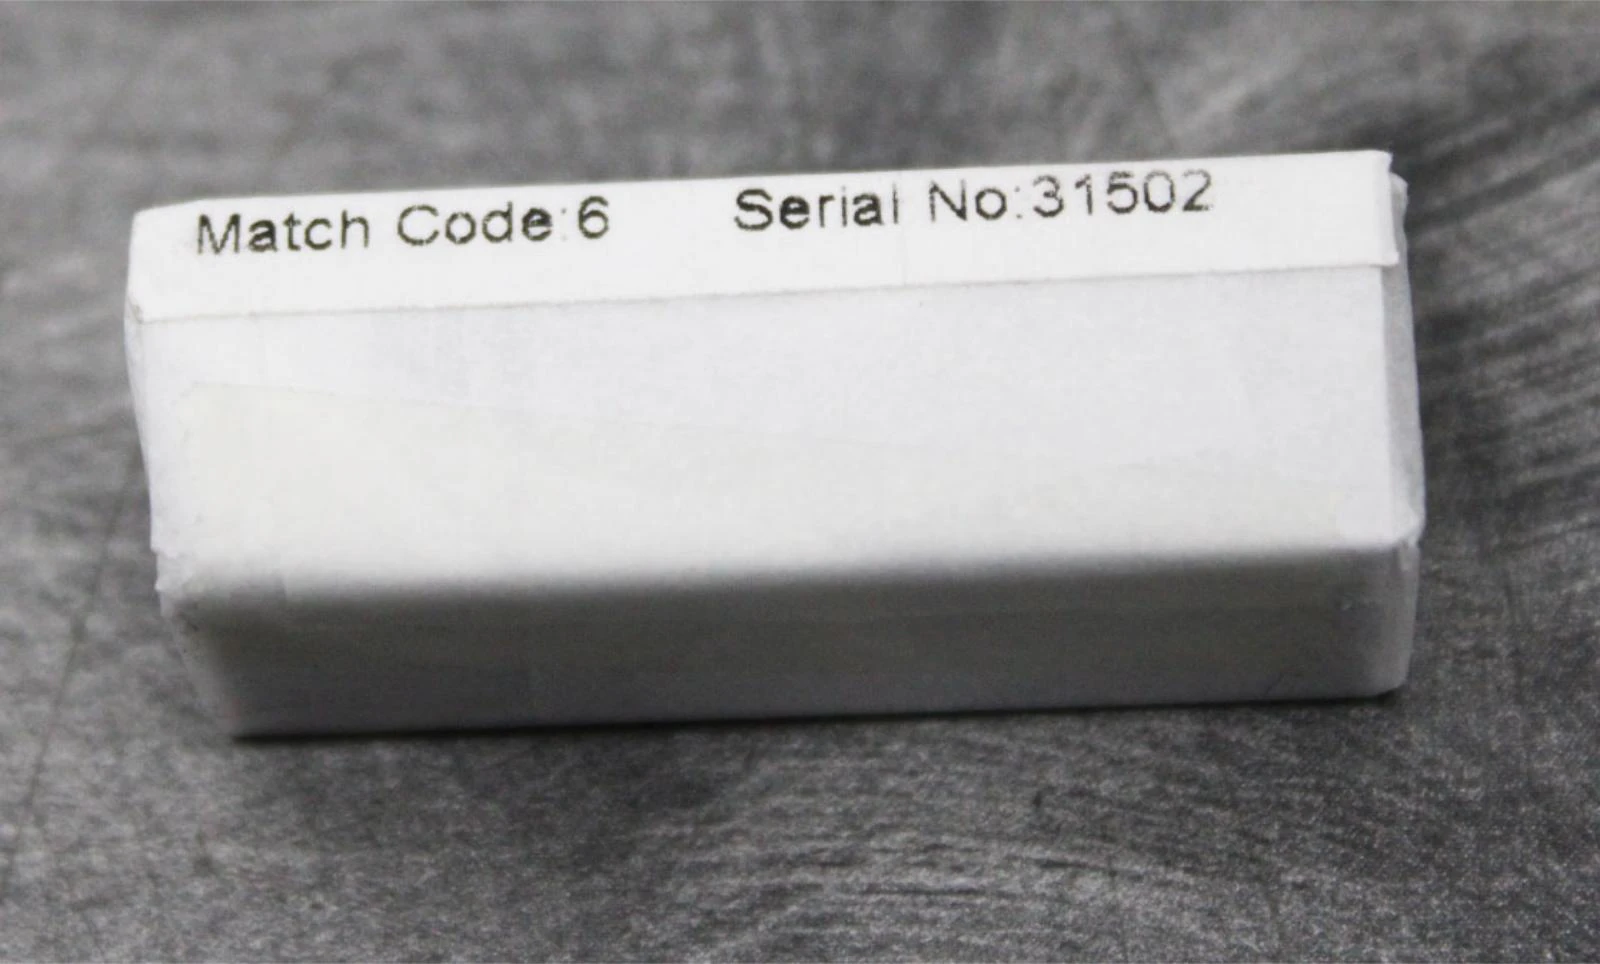 Match Code:6 Serial No:31502